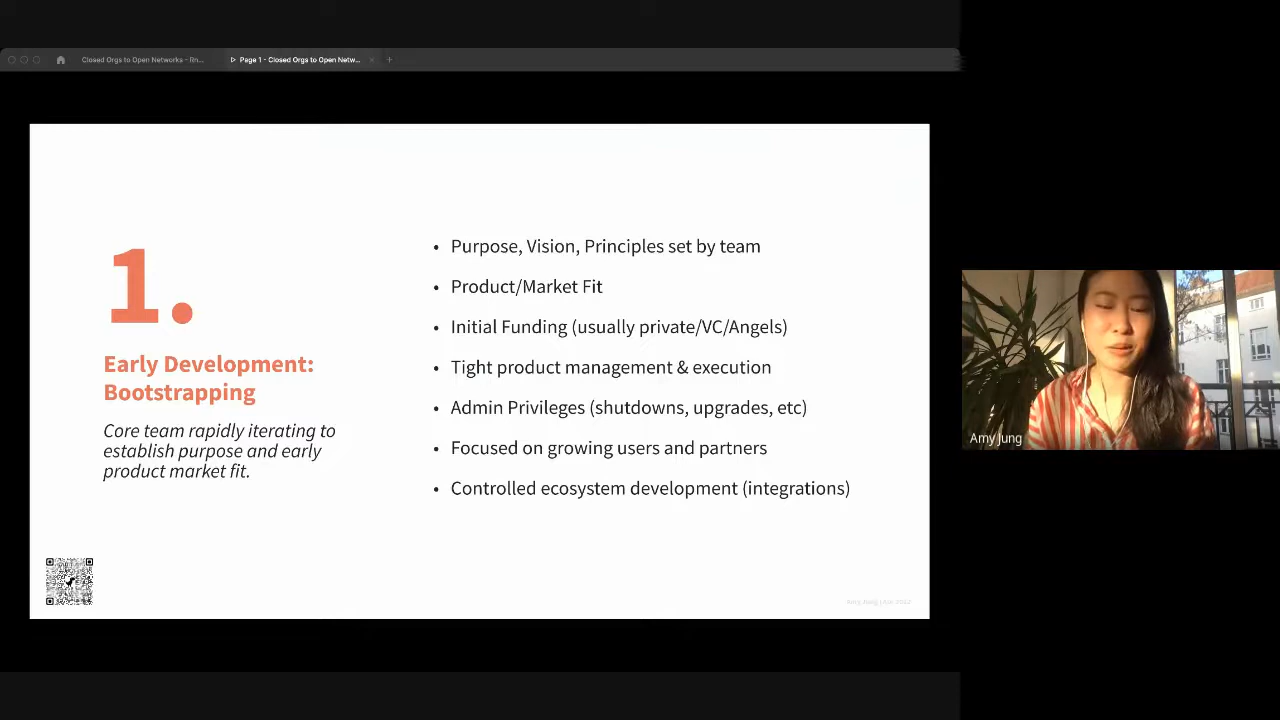 Closed Orgs to Open Networks - Rn...
Page 1 - Closed Orgs to Open Netw...
1.
Early Development:
Bootstrapping
Core team rapidly iterating to
establish purpose and early
product market fit.
• Purpose, Vision, Principles set by team
• Product/Market Fit
• Initial Funding (usually private/VC/Angels)
• Tight product management & execution
• Admin Privileges (shutdowns, upgrades, etc)
• Focused on growing users and partners
• Controlled ecosystem development (integrations)
Amy Jung
Amy Jung